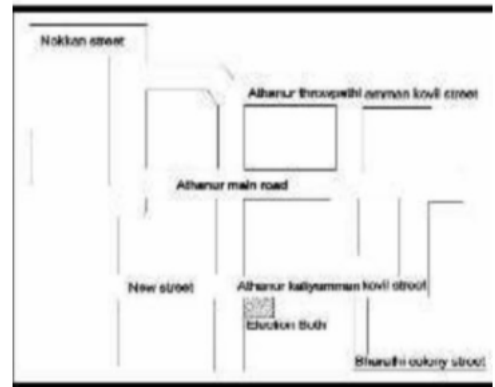 Nokkan street
Athanur throwpathi amman kovil street
Athanur main road
New street
Athanur kaliyamman kovil street
Election Buth
Bharathi colony street